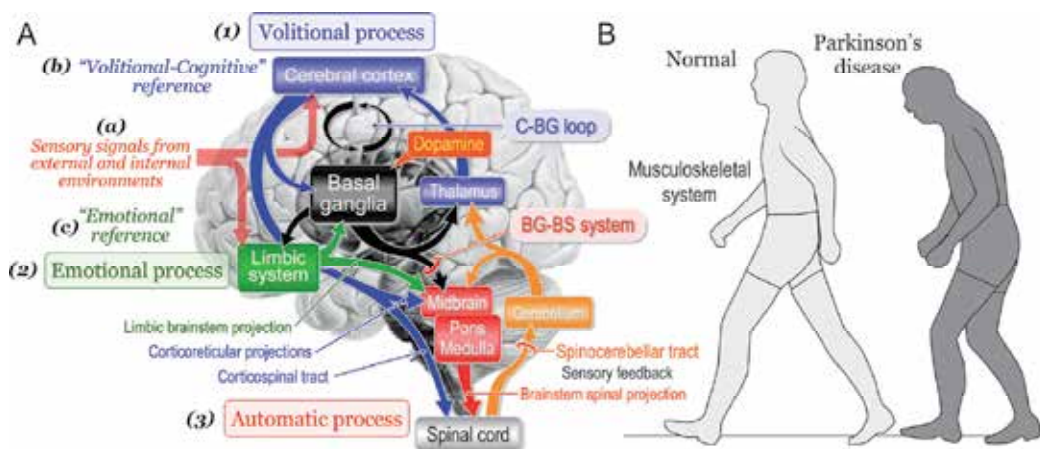 A
(1) Volitional process
(b) "Volitional-Cognitive"
reference
Cerebral cortex
(a)
Sensory signals from
external and internal
environments
C-BG loop
Dopamine
Basal
ganglia
Thalamus
(c) "Emotional"
reference
BG-BS system
(2) Emotional process
Limbic
system
Midbrain
Cerebellum
Limbic brainstem projection
Pons
Medulla
Corticoreticular projections
Corticospinal tract
Spinocerebellar tract
Sensory feedback
Brainstem spinal projection
(3) Automatic process
Spinal cord
B
Normal
Parkinson's
disease
Musculoskeletal
system